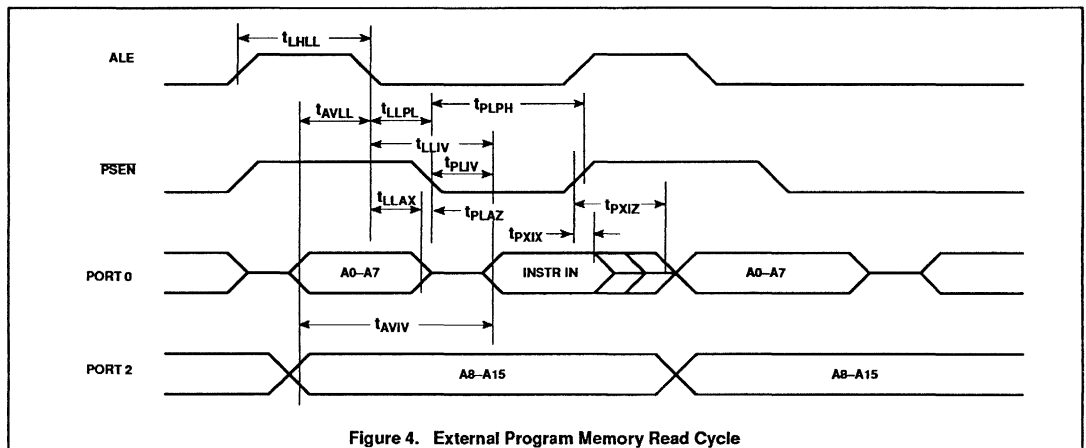 ALE
tLHLL
tAVLL
tLLPL
tPLPH
tLLIV
PSEN
tPLIV
tLLAX
tPLAZ
tPXIZ
tPXIX
PORT 0
A0–A7
INSTR IN
A0–A7
tAVIV
PORT 2
A8–A15
A8–A15
Figure 4. External Program Memory Read Cycle